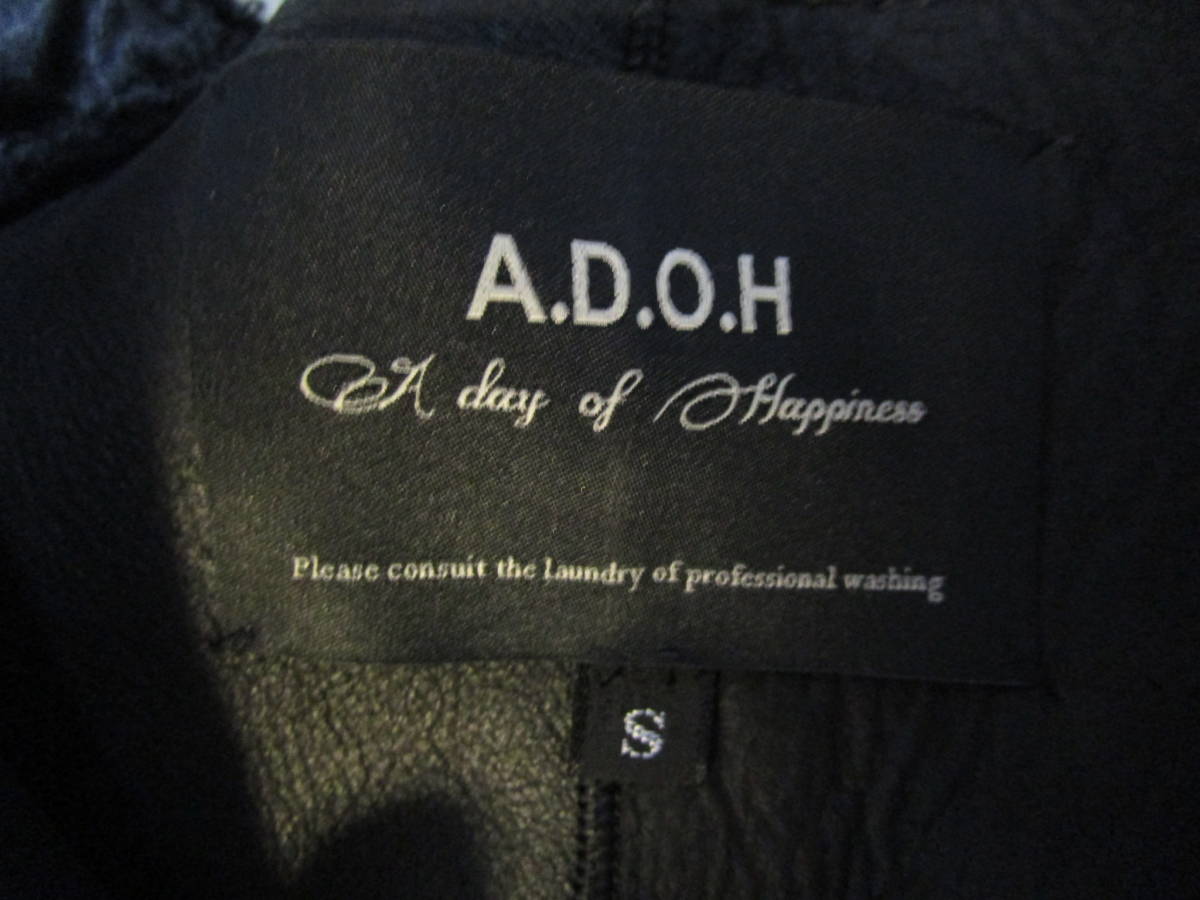 A.D.O.H
A day of Happiness
Please consuit the laundry of professional washing
S